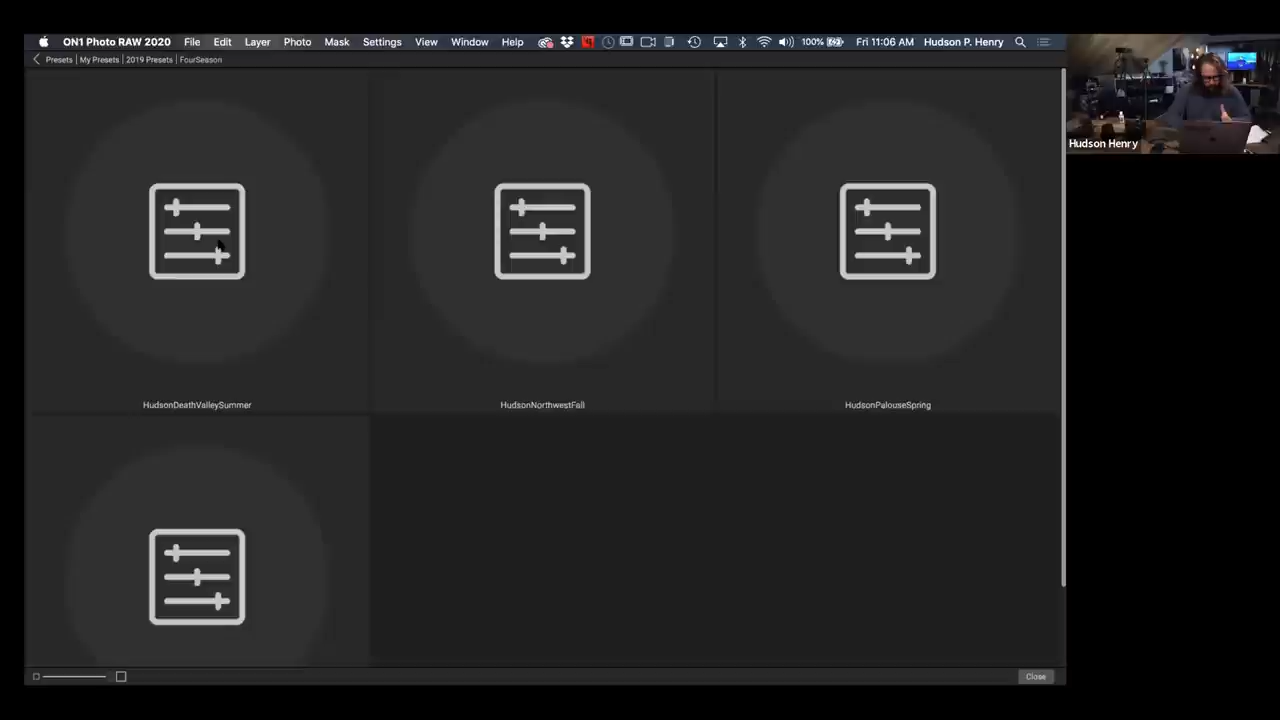 ON1 Photo RAW 2020 File Edit Layer Photo Mask Settings View Window Help 100% Fri 11:06 AM Hudson P. Henry
Presets My Presets 2019 Presets FourSeason
Hudson Henry
HudsonDeathValleySummer HudsonNorthwestFall HudsonPalouseSpring
Close